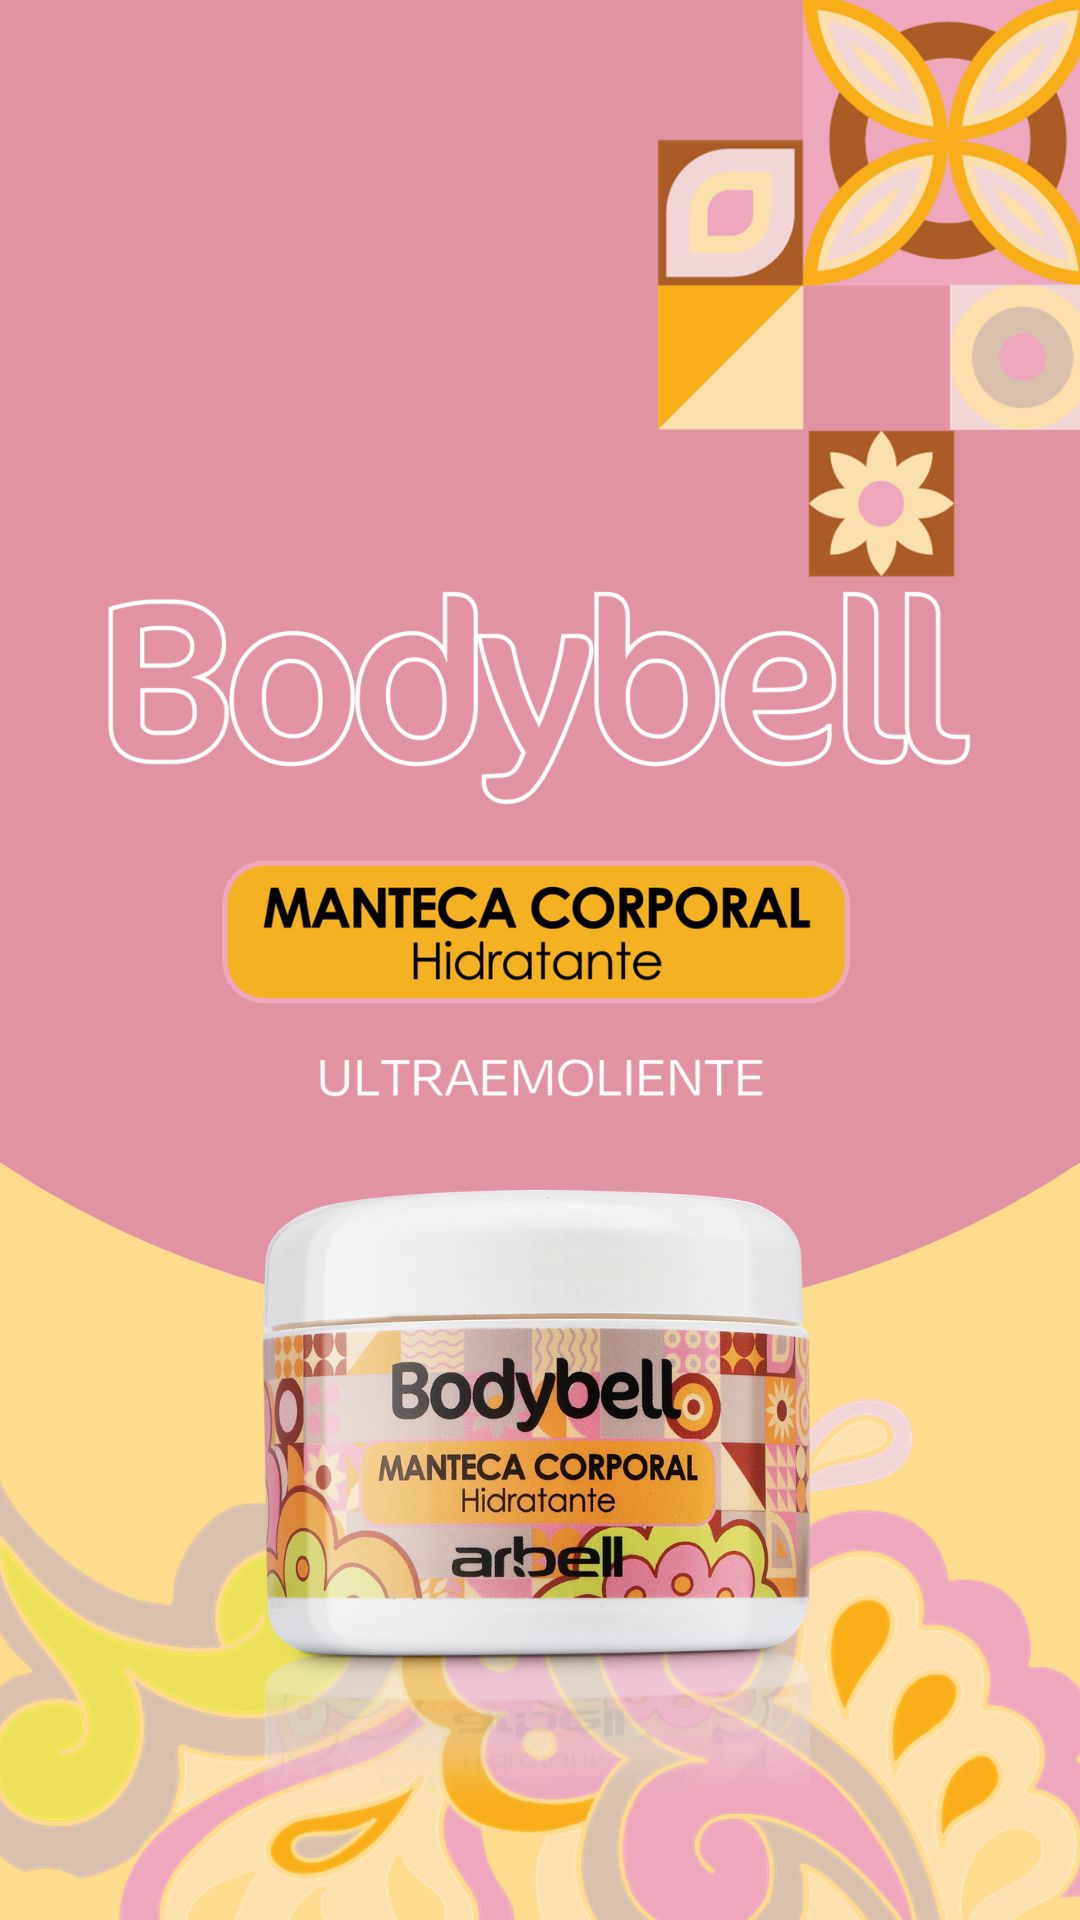 Bodybell
MANTECA CORPORAL
Hidratante
ULTRAEMOLIENTE
Bodybell
MANTECA CORPORAL
Hidratante
arbell